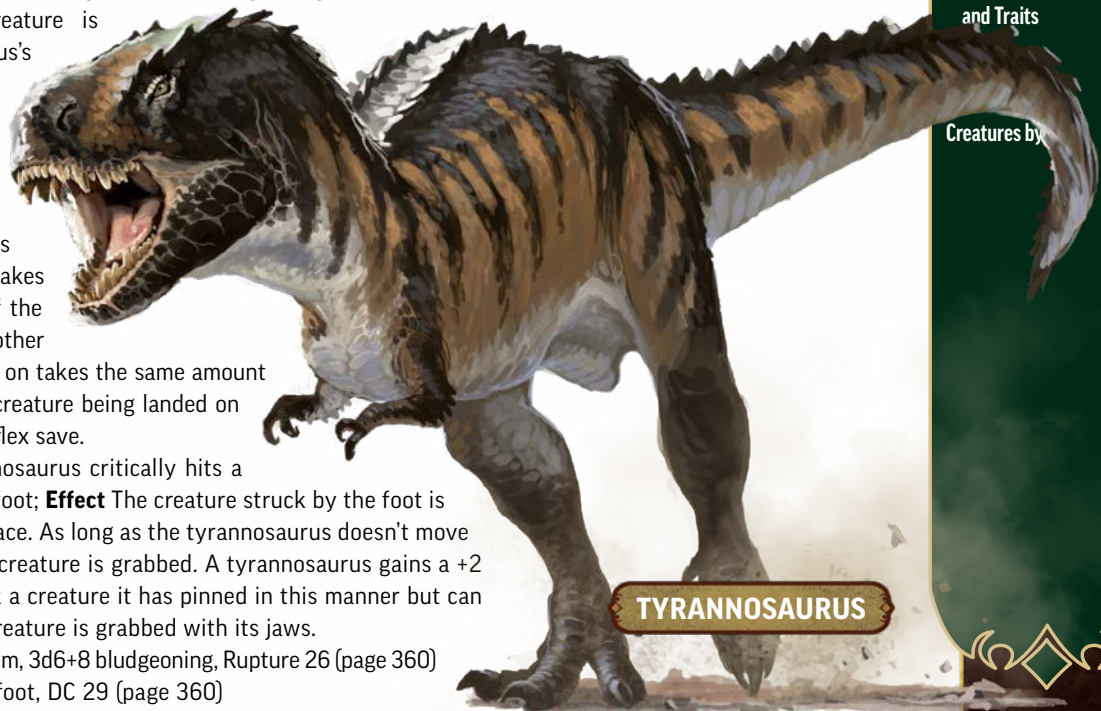 reature is
us's
s
akes
f the
other
on takes the same amount
creature being landed on
flex save.
nosaurus critically hits a
foot; Effect The creature struck by the foot is
ace. As long as the tyrannosaurus doesn't move
creature is grabbed. A tyrannosaurus gains a +2
a creature it has pinned in this manner but can
reature is grabbed with its jaws.
m, 3d6+8 bludgeoning, Rupture 26 (page 360)
foot, DC 29 (page 360)
TYRANNOSAURUS
and Traits
Creatures by